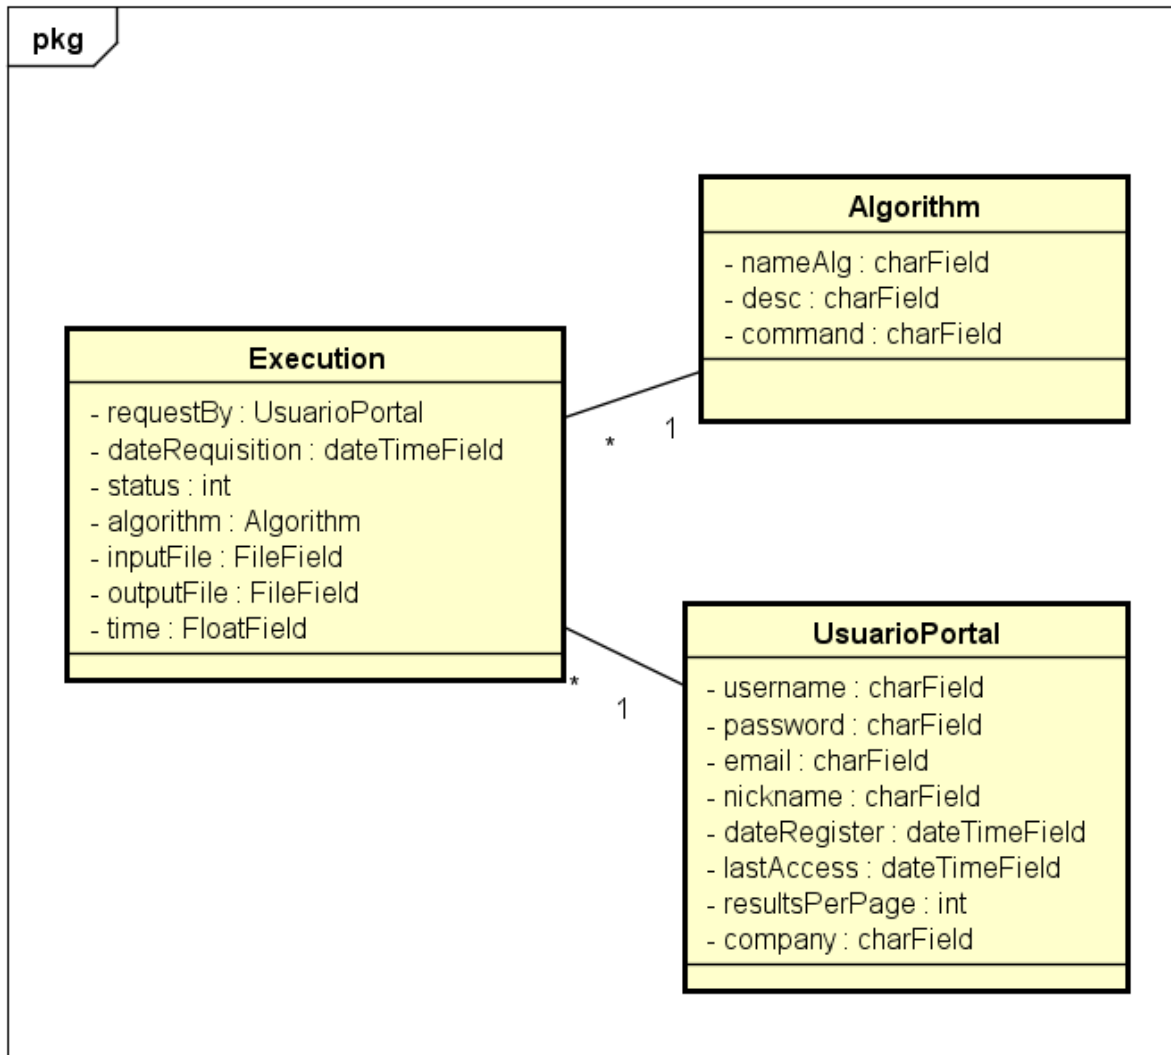 pkg
Algorithm
- nameAlg : charField
- desc : charField
- command : charField
Execution
- requestBy : UsuarioPortal
- dateRequisition : dateTimeField
- status : int
- algorithm : Algorithm
- inputFile : FileField
- outputFile : FileField
- time : FloatField
* 1
* 1
UsuarioPortal
- username : charField
- password : charField
- email : charField
- nickname : charField
- dateRegister : dateTimeField
- lastAccess : dateTimeField
- resultsPerPage : int
- company : charField